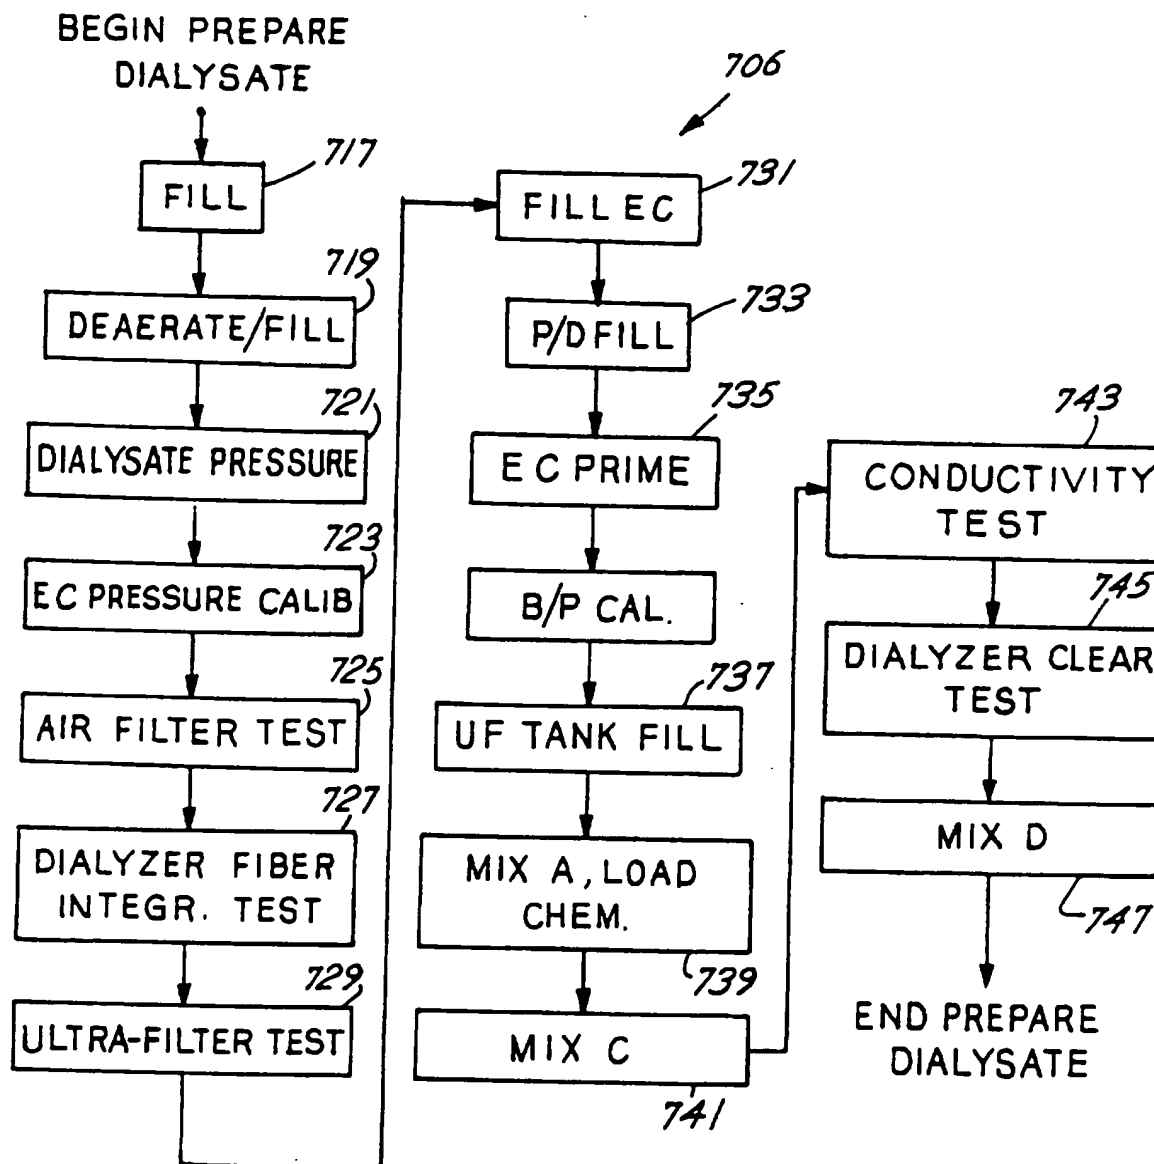 BEGIN PREPARE
DIALYSATE
717
FILL
719
DEAERATE/FILL
721
DIALYSATE PRESSURE
723
EC PRESSURE CALIB
725
AIR FILTER TEST
727
DIALYZER FIBER
INTEGR. TEST
729
ULTRA-FILTER TEST
706
731
FILL EC
733
P/D FILL
735
EC PRIME
B/P CAL.
737
UF TANK FILL
MIX A, LOAD
CHEM.
739
MIX C
741
743
CONDUCTIVITY
TEST
745
DIALYZER CLEAR
TEST
MIX D
747
END PREPARE
DIALYSATE